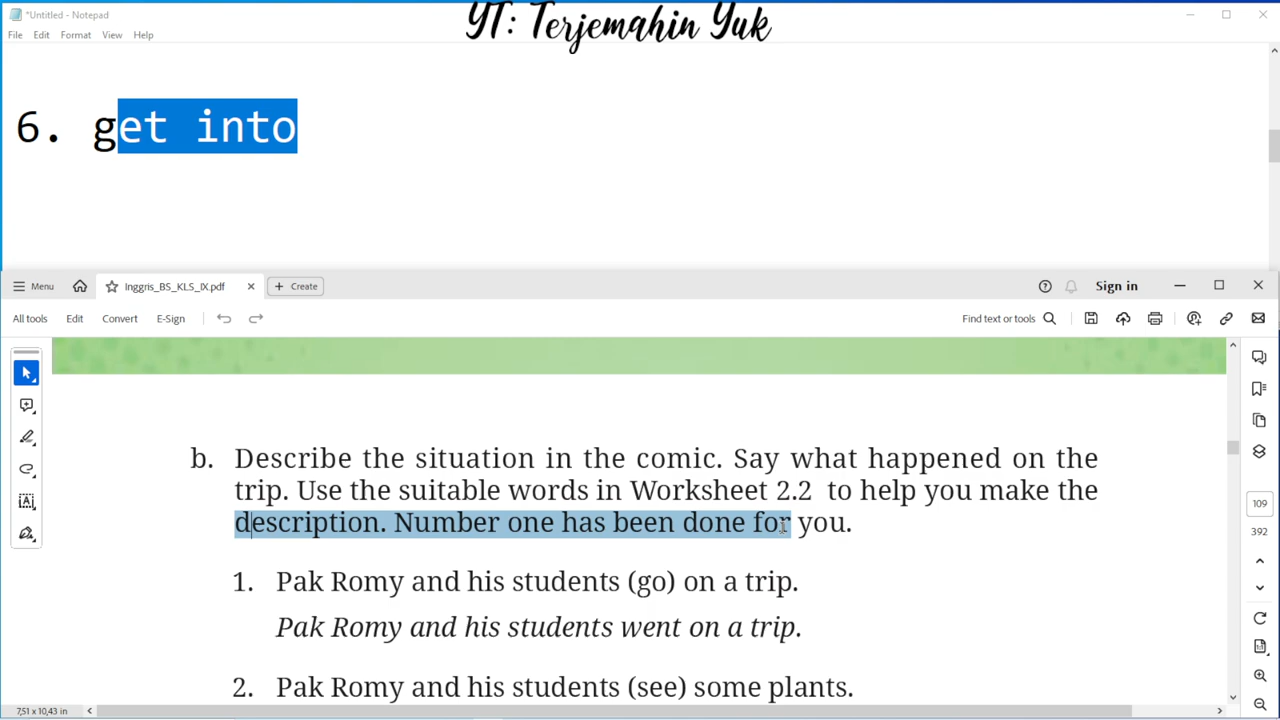 *Untitled - Notepad
YT: Terjemahin Yuk
File Edit Format View Help
6. get into
Menu
Inggris_BS_KLS_IX.pdf
Create
Sign in
All tools Edit Convert E-Sign
Find text or tools
b. Describe the situation in the comic. Say what happened on the
trip. Use the suitable words in Worksheet 2.2 to help you make the
description. Number one has been done for you.
109
392
1. Pak Romy and his students (go) on a trip.
Pak Romy and his students went on a trip.
2. Pak Romy and his students (see) some plants.
7,51 x 10,43 in